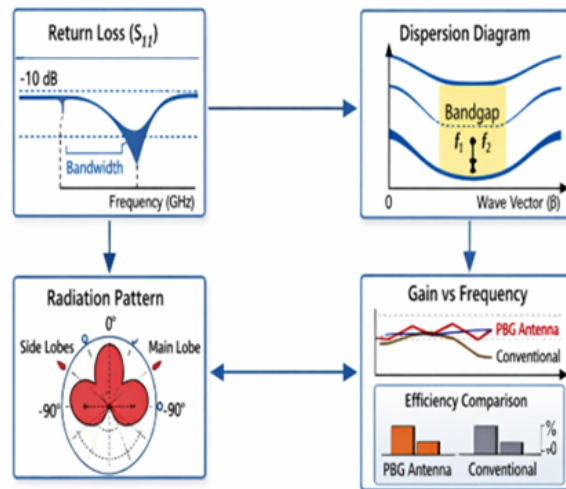 Return Loss (S11)
-10 dB
Bandwidth
Frequency (GHz)
Dispersion Diagram
Bandgap
f1 f2
0
Wave Vector (β)
Radiation Pattern
0°
Side Lobes
Main Lobe
-90°
-90°
Gain vs Frequency
PBG Antenna
Conventional
Efficiency Comparison
%
PBG Antenna
Conventional